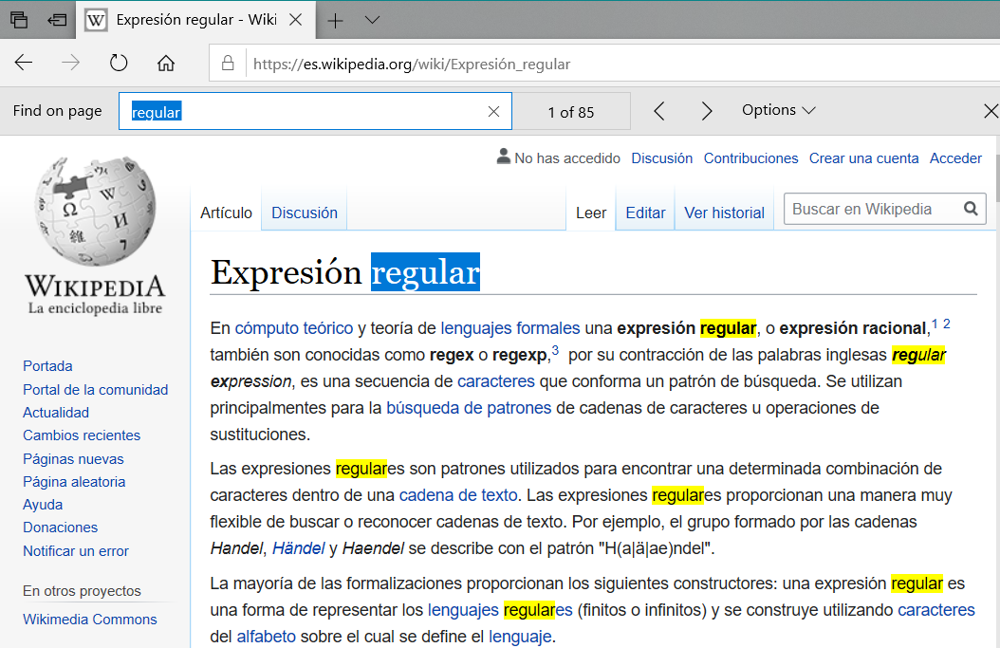 Expresión regular - Wiki
https://es.wikipedia.org/wiki/Expresión_regular
Find on page regular 1 of 85 Options
No has accedido Discusión Contribuciones Crear una cuenta Acceder
Artículo Discusión Leer Editar Ver historial Buscar en Wikipedia
WIKIPEDIA
La enciclopedia libre
Portada
Portal de la comunidad
Actualidad
Cambios recientes
Páginas nuevas
Página aleatoria
Ayuda
Donaciones
Notificar un error
En otros proyectos
Wikimedia Commons
Expresión regular
En cómputo teórico y teoría de lenguajes formales una expresión regular, o expresión racional,1 2
también son conocidas como regex o regexp,3 por su contracción de las palabras inglesas regular
expression, es una secuencia de caracteres que conforma un patrón de búsqueda. Se utilizan
principalmentes para la búsqueda de patrones de cadenas de caracteres u operaciones de
sustituciones.
Las expresiones regulares son patrones utilizados para encontrar una determinada combinación de
caracteres dentro de una cadena de texto. Las expresiones regulares proporcionan una manera muy
flexible de buscar o reconocer cadenas de texto. Por ejemplo, el grupo formado por las cadenas
Handel, Händel y Haendel se describe con el patrón "H(a|ä|ae)ndel".
La mayoría de las formalizaciones proporcionan los siguientes constructores: una expresión regular es
una forma de representar los lenguajes regulares (finitos o infinitos) y se construye utilizando caracteres
del alfabeto sobre el cual se define el lenguaje.